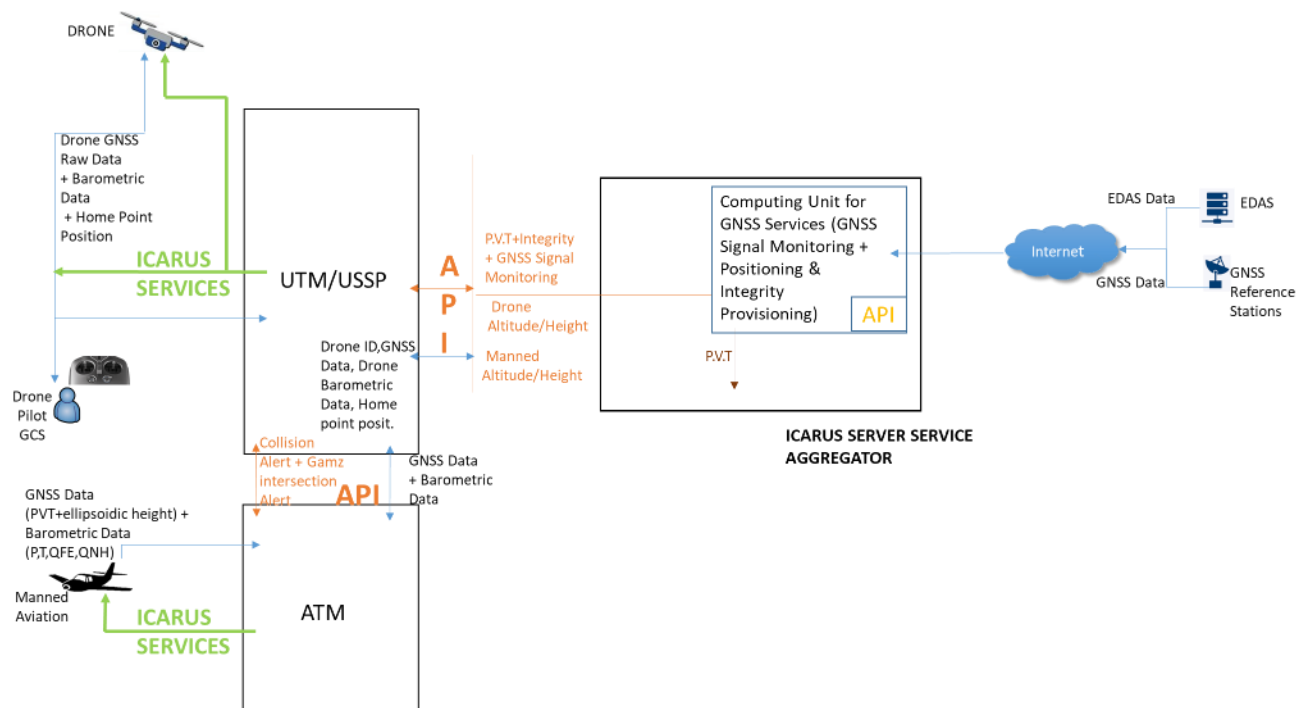 DRONE
Drone GNSS
Raw Data
+ Barometric
Data
+ Home Point
Position
ICARUS
SERVICES
Drone
Pilot
GCS
UTM/USSP
Drone ID,GNSS
Data, Drone
Barometric
Data, Home
point posit.
A
P
I
P.V.T+Integrity
+ GNSS Signal
Monitoring
Drone
Altitude/Height
Manned
Altitude/Height
Computing Unit for
GNSS Services (GNSS
Signal Monitoring +
Positioning &
Integrity
Provisioning)
API
P.V.T
ICARUS SERVER SERVICE
AGGREGATOR
Internet
EDAS Data
EDAS
GNSS Data
GNSS
Reference
Stations
Collision
Alert + Gamz
intersection
Alert
API
GNSS Data
+ Barometric
Data
GNSS Data
(PVT+ellipsoidic height) +
Barometric Data
(P,T,QFE,QNH)
Manned
Aviation
ICARUS
SERVICES
ATM